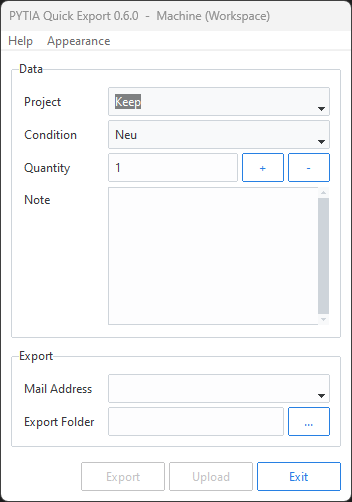 PYTIA Quick Export 0.6.0 - Machine (Workspace)
Help Appearance
Data
Project Keep
Condition Neu
Quantity 1 + -
Note
Export
Mail Address
Export Folder ...
Export Upload Exit